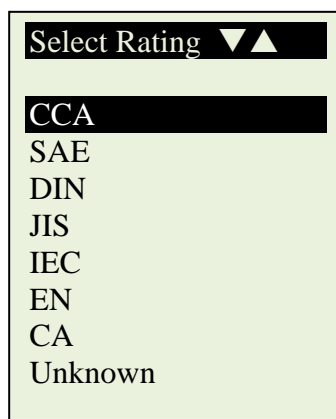 Select Rating ▼▲
CCA
SAE
DIN
JIS
IEC
EN
CA
Unknown